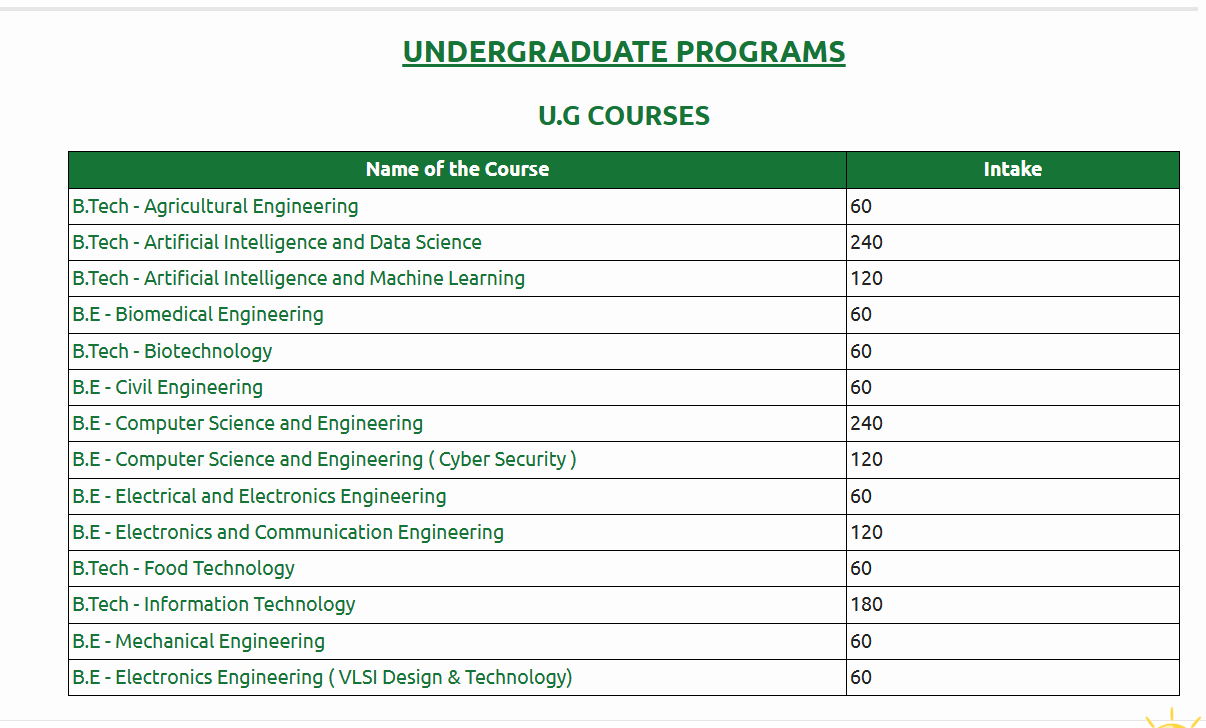 UNDERGRADUATE PROGRAMS
U.G COURSES
Name of the Course Intake
B.Tech - Agricultural Engineering 60
B.Tech - Artificial Intelligence and Data Science 240
B.Tech - Artificial Intelligence and Machine Learning 120
B.E - Biomedical Engineering 60
B.Tech - Biotechnology 60
B.E - Civil Engineering 60
B.E - Computer Science and Engineering 240
B.E - Computer Science and Engineering ( Cyber Security ) 120
B.E - Electrical and Electronics Engineering 60
B.E - Electronics and Communication Engineering 120
B.Tech - Food Technology 60
B.Tech - Information Technology 180
B.E - Mechanical Engineering 60
B.E - Electronics Engineering ( VLSI Design & Technology) 60